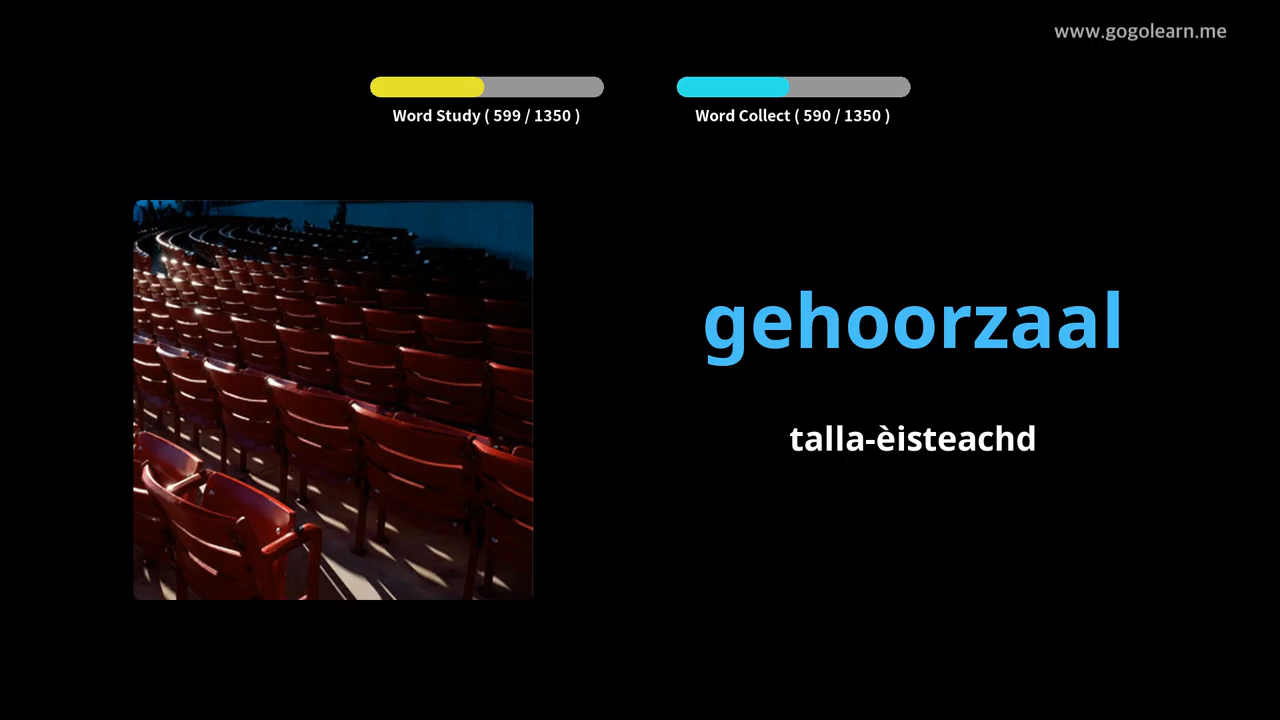 www.gogolearn.me
Word Study ( 599 / 1350 )
Word Collect ( 590 / 1350 )
gehoorzaal
talla-èisteachd